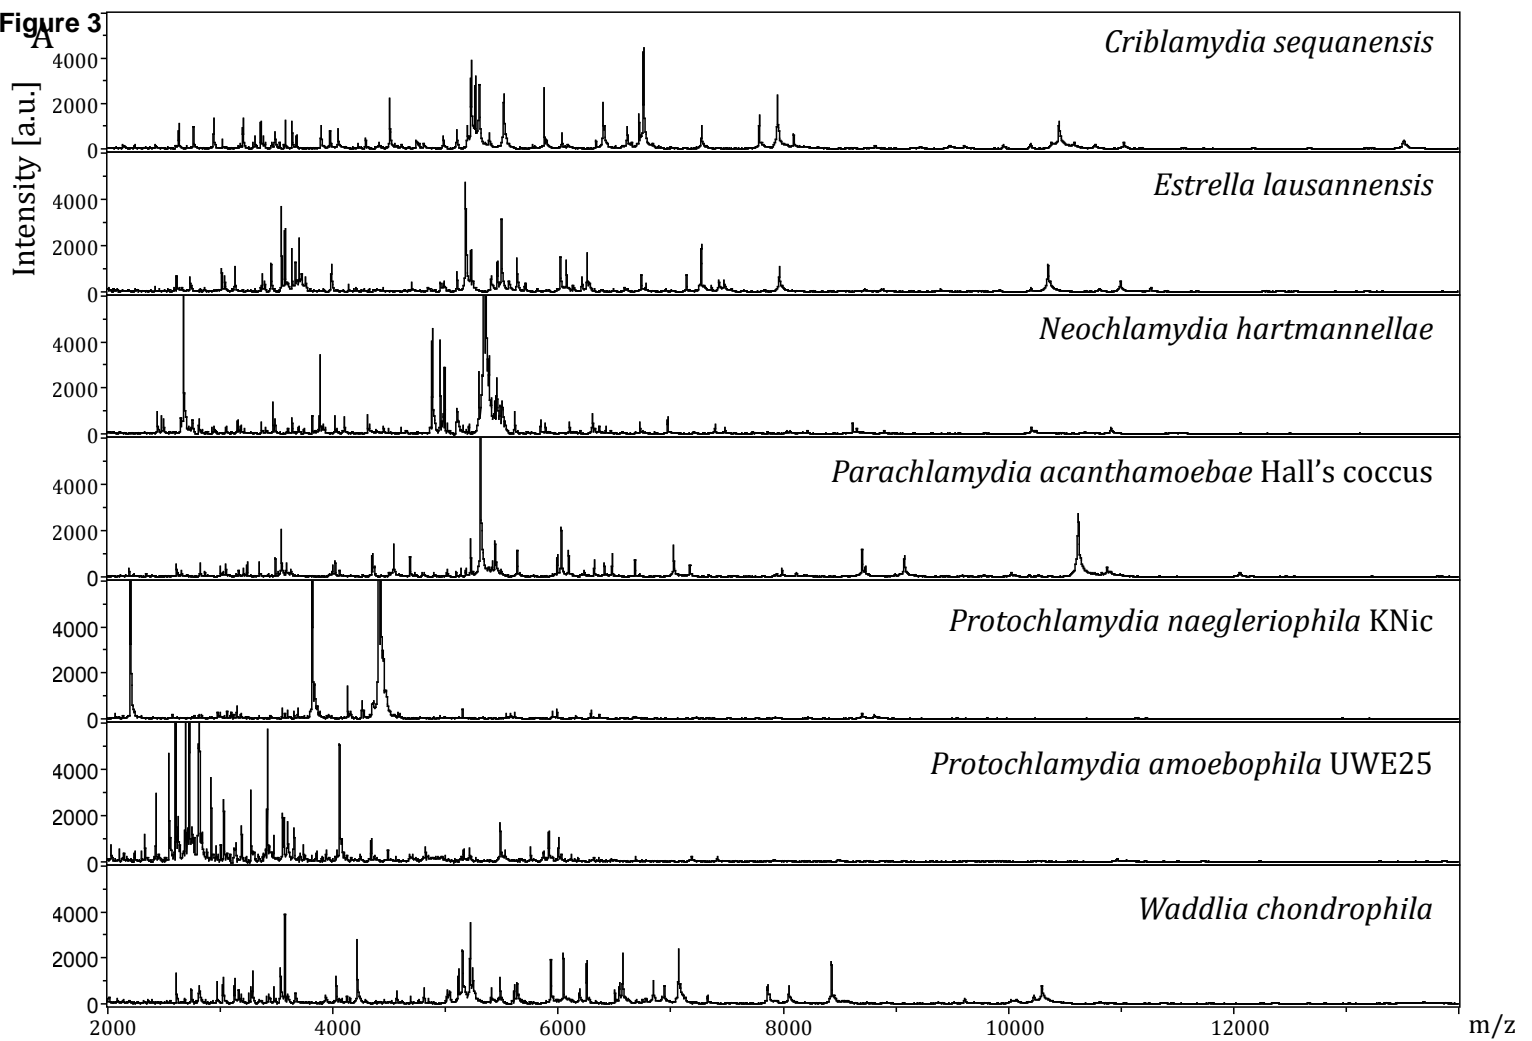 Figure 3
A
Intensity [a.u.]
Criblamydia sequanensis
4000
2000
0
Estrella lausannensis
4000
2000
0
Neochlamydia hartmannellae
4000
2000
0
Parachlamydia acanthamoebae Hall’s coccus
4000
2000
0
Protochlamydia naegleriophila KNic
4000
2000
0
Protochlamydia amoebophila UWE25
4000
2000
0
Waddlia chondrophila
4000
2000
0
2000 4000 6000 8000 10000 12000 m/z